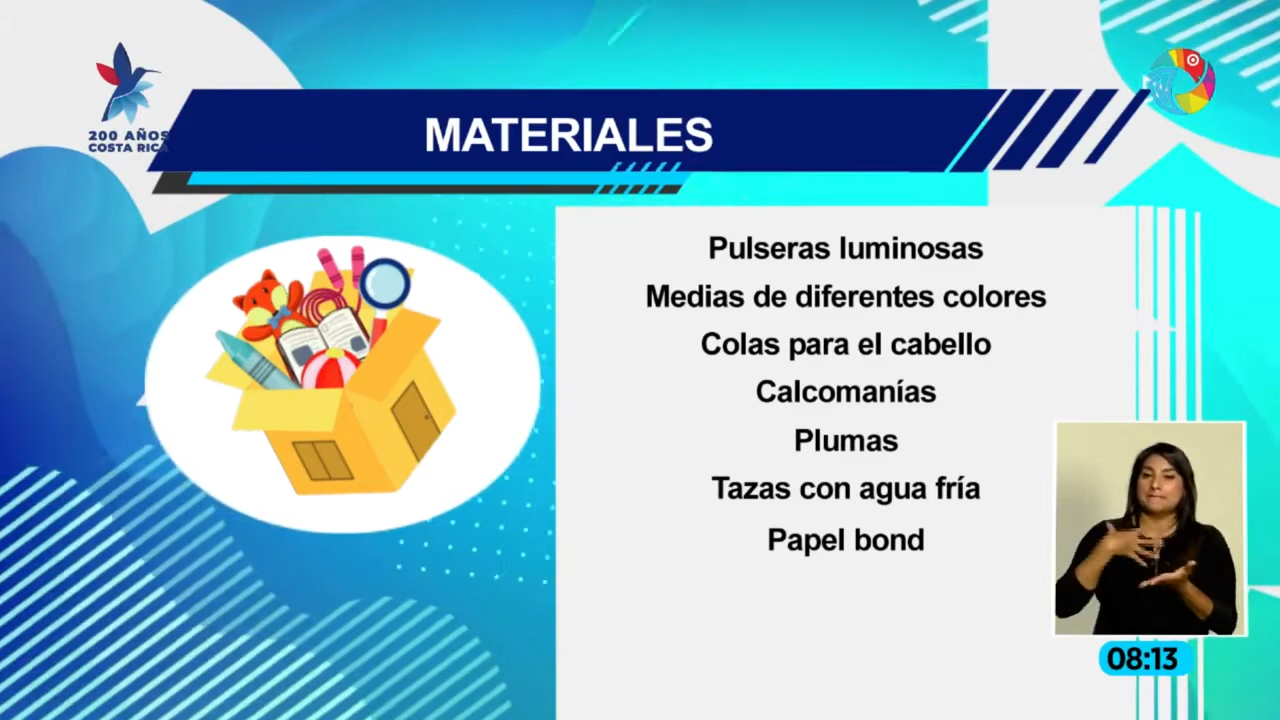 200 AÑOS
COSTA RICA
MATERIALES
Pulseras luminosas
Medias de diferentes colores
Colas para el cabello
Calcomanías
Plumas
Tazas con agua fría
Papel bond
08:13